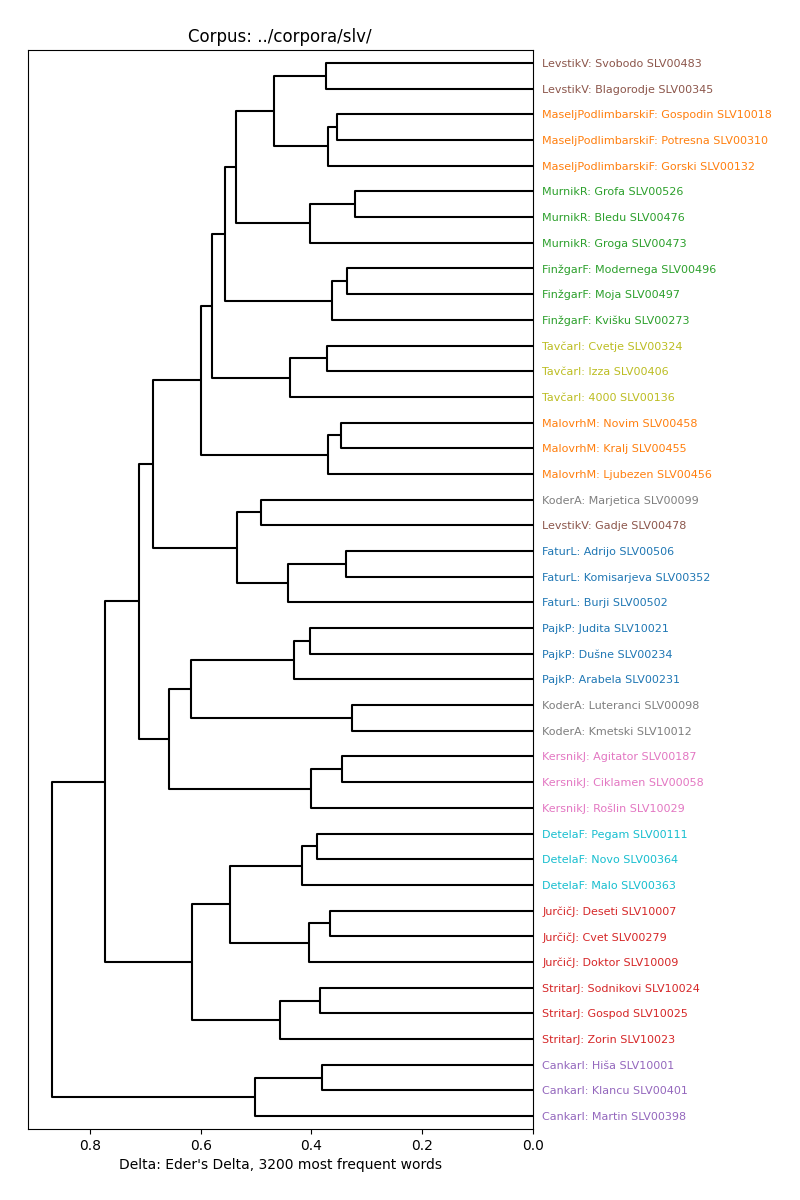 Corpus: ../corpora/slv/
LevstikV: Svobodo SLV00483
LevstikV: Blagorodje SLV00345
MaseljPodlimbarskiF: Gospodin SLV10018
MaseljPodlimbarskiF: Potresna SLV00310
MaseljPodlimbarskiF: Gorski SLV00132
MurnikR: Grofa SLV00526
MurnikR: Bledu SLV00476
MurnikR: Groga SLV00473
FinžgarF: Modernega SLV00496
FinžgarF: Moja SLV00497
FinžgarF: Kvišku SLV00273
TavčarI: Cvetje SLV00324
TavčarI: Izza SLV00406
TavčarI: 4000 SLV00136
MalovrhM: Novim SLV00458
MalovrhM: Kralj SLV00455
MalovrhM: Ljubezen SLV00456
KoderA: Marjetica SLV00099
LevstikV: Gadje SLV00478
FaturL: Adrijo SLV00506
FaturL: Komisarjeva SLV00352
FaturL: Burji SLV00502
PajkP: Judita SLV10021
PajkP: Dušne SLV00234
PajkP: Arabela SLV00231
KoderA: Luteranci SLV00098
KoderA: Kmetski SLV10012
KersnikJ: Agitator SLV00187
KersnikJ: Ciklamen SLV00058
KersnikJ: Rošlin SLV10029
DetelaF: Pegam SLV00111
DetelaF: Novo SLV00364
DetelaF: Malo SLV00363
JurčičJ: Deseti SLV10007
JurčičJ: Cvet SLV00279
JurčičJ: Doktor SLV10009
StritarJ: Sodnikovi SLV10024
StritarJ: Gospod SLV10025
StritarJ: Zorin SLV10023
CankarI: Hiša SLV10001
CankarI: Klancu SLV00401
CankarI: Martin SLV00398
0.8 0.6 0.4 0.2 0.0
Delta: Eder's Delta, 3200 most frequent words